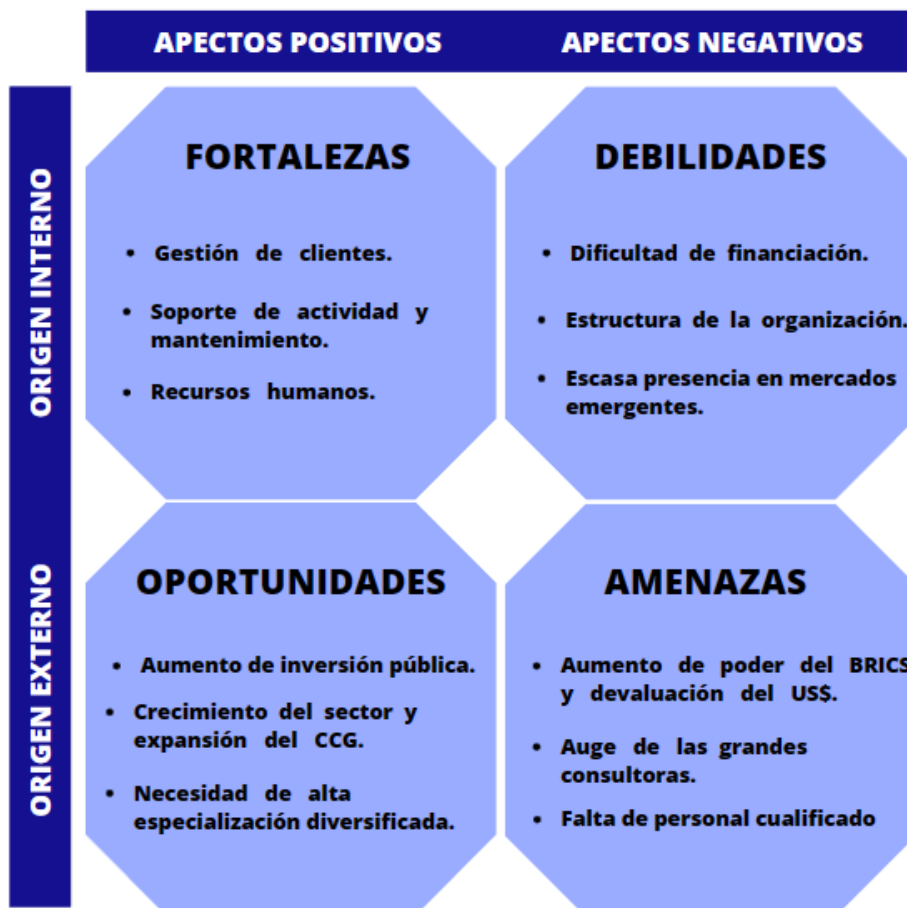 APECTOS POSITIVOS
APECTOS NEGATIVOS
ORIGEN INTERNO
FORTALEZAS
• Gestión de clientes.
• Soporte de actividad y
mantenimiento.
• Recursos humanos.
DEBILIDADES
• Dificultad de financiación.
• Estructura de la organización.
• Escasa presencia en mercados
emergentes.
ORIGEN EXTERNO
OPORTUNIDADES
• Aumento de inversión pública.
• Crecimiento del sector y
expansión del CCG.
• Necesidad de alta
especialización diversificada.
AMENAZAS
• Aumento de poder del BRICS
y devaluación del US$.
• Auge de las grandes
consultoras.
• Falta de personal cualificado